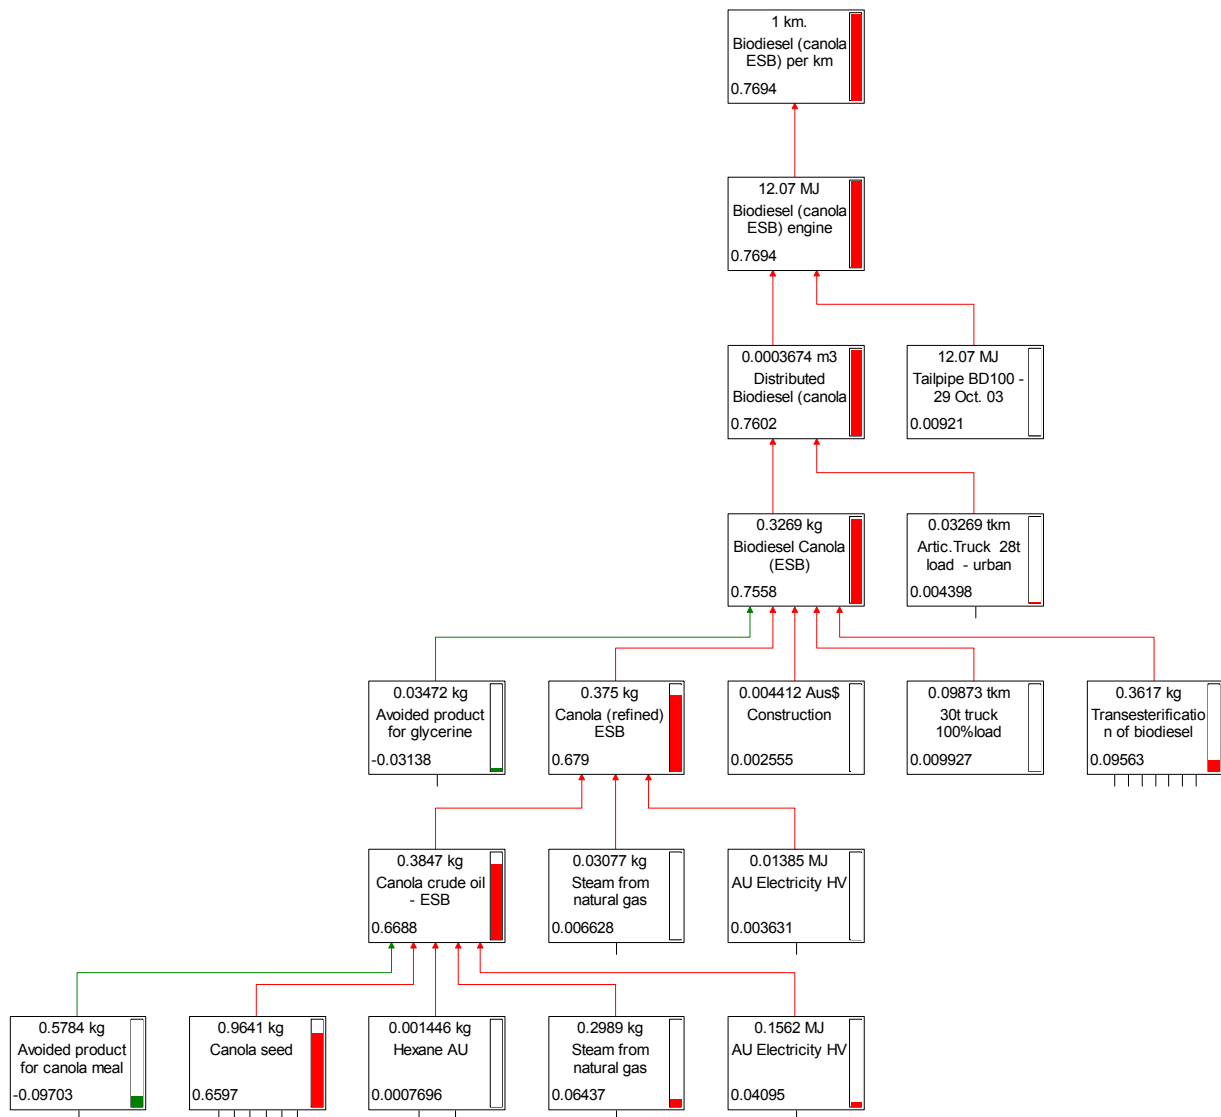 1 km.
Biodiesel (canola
ESB) per km
0.7694
12.07 MJ
Biodiesel (canola
ESB) engine
0.7694
0.0003674 m3
Distributed
Biodiesel (canola
0.7602
12.07 MJ
Tailpipe BD100 -
29 Oct. 03
0.00921
0.3269 kg
Biodiesel Canola
(ESB)
0.7558
0.03269 tkm
Artic.Truck 28t
load - urban
0.004398
0.03472 kg
Avoided product
for glycerine
-0.03138
0.375 kg
Canola (refined)
ESB
0.679
0.004412 Aus$
Construction
0.002555
0.09873 tkm
30t truck
100%load
0.009927
0.3617 kg
Transesterificatio
n of biodiesel
0.09563
0.3847 kg
Canola crude oil
- ESB
0.6688
0.03077 kg
Steam from
natural gas
0.006628
0.01385 MJ
AU Electricity HV
0.003631
0.5784 kg
Avoided product
for canola meal
-0.09703
0.9641 kg
Canola seed
0.6597
0.001446 kg
Hexane AU
0.0007696
0.2989 kg
Steam from
natural gas
0.06437
0.1562 MJ
AU Electricity HV
0.04095